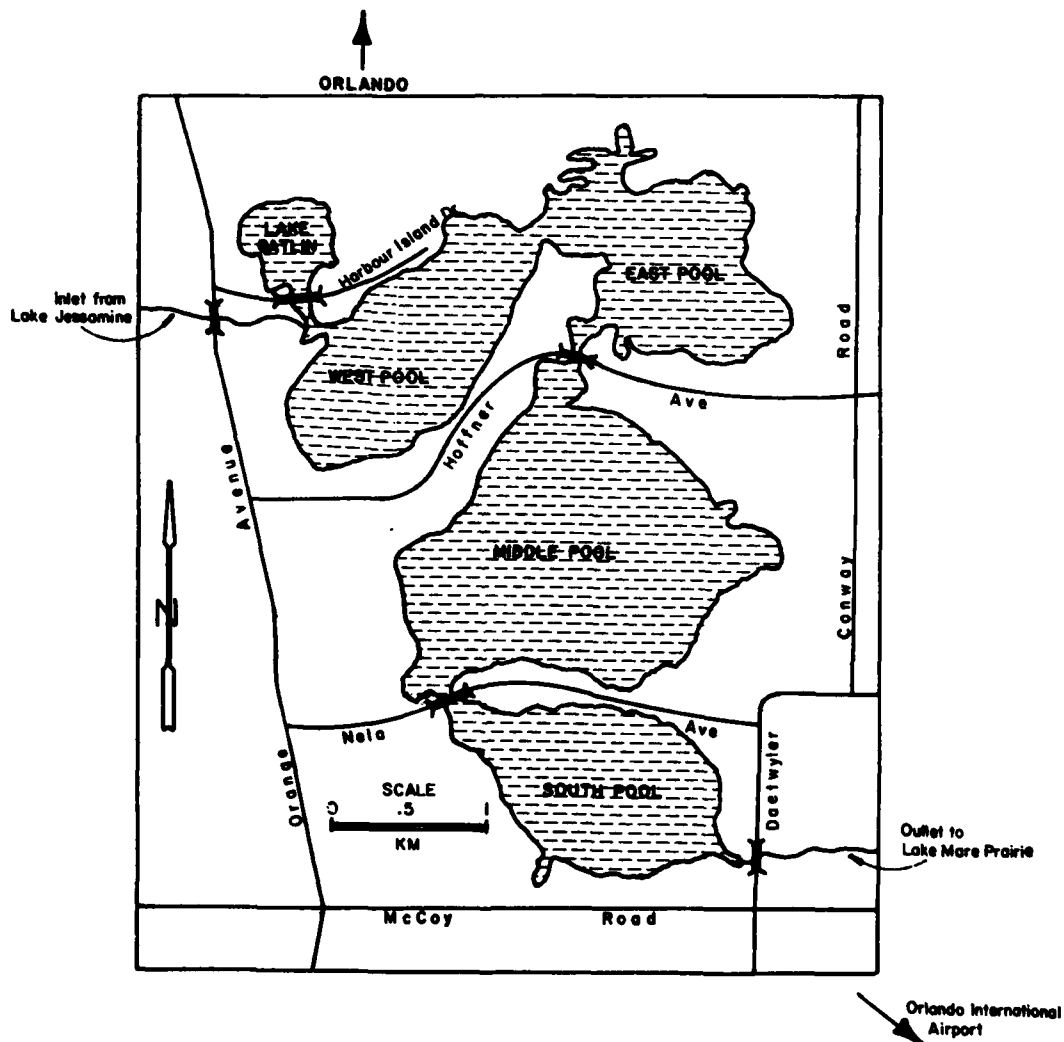 ORLANDO
LAKE
GATLIN
Harbour Island Dr
EAST POOL
Inlet from
Lake Jessamine
WEST POOL
Road
Hoffner
Ave
Avenue
MIDDLE POOL
Conway
N
Nela
Ave
Orange
SCALE
0 .5 1
KM
SOUTH POOL
Daetwyler
Outlet to
Lake Mare Prairie
McCoy Road
Orlando International
Airport